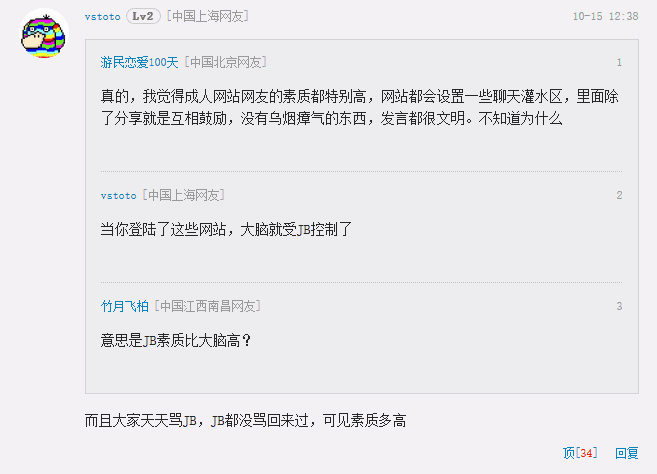 vstoto Lv2 [中国上海网友] 10-15 12:38
游民恋爱100天 [中国北京网友] 1
真的，我觉得成人网站网友的素质都特别高，网站都会设置一些聊天灌水区，里面除
了分享就是互相鼓励，没有乌烟瘴气的东西，发言都很文明。不知道为什么
vstoto [中国上海网友] 2
当你登陆了这些网站，大脑就受JB控制了
竹月飞柏 [中国江西南昌网友] 3
意思是JB素质比大脑高？
而且大家天天骂JB，JB都没骂回来过，可见素质多高
顶[34] 回复